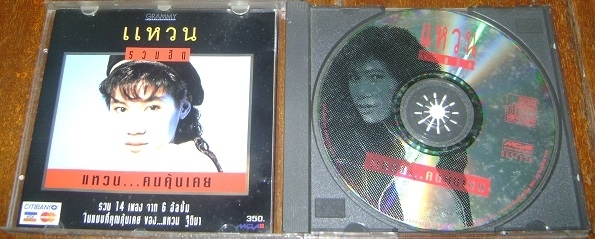 GRAMMY
แหวน
รวมฮิต
แหวน...คนคุ้นเคย
รวม 14 เพลง จาก 6 อัลบั้ม
ในแบบที่คุณคุ้นเคย ของ...แหวน ฐิติมา
CITIBANK
350.
MGA
แหวน